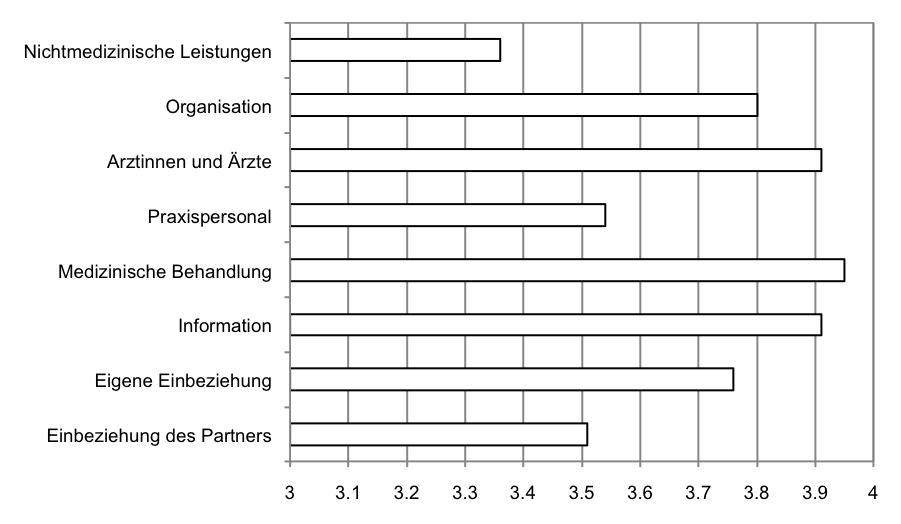 Nichtmedizinische Leistungen
Organisation
Arztinnen und Ärzte
Praxispersonal
Medizinische Behandlung
Information
Eigene Einbeziehung
Einbeziehung des Partners
3 3.1 3.2 3.3 3.4 3.5 3.6 3.7 3.8 3.9 4